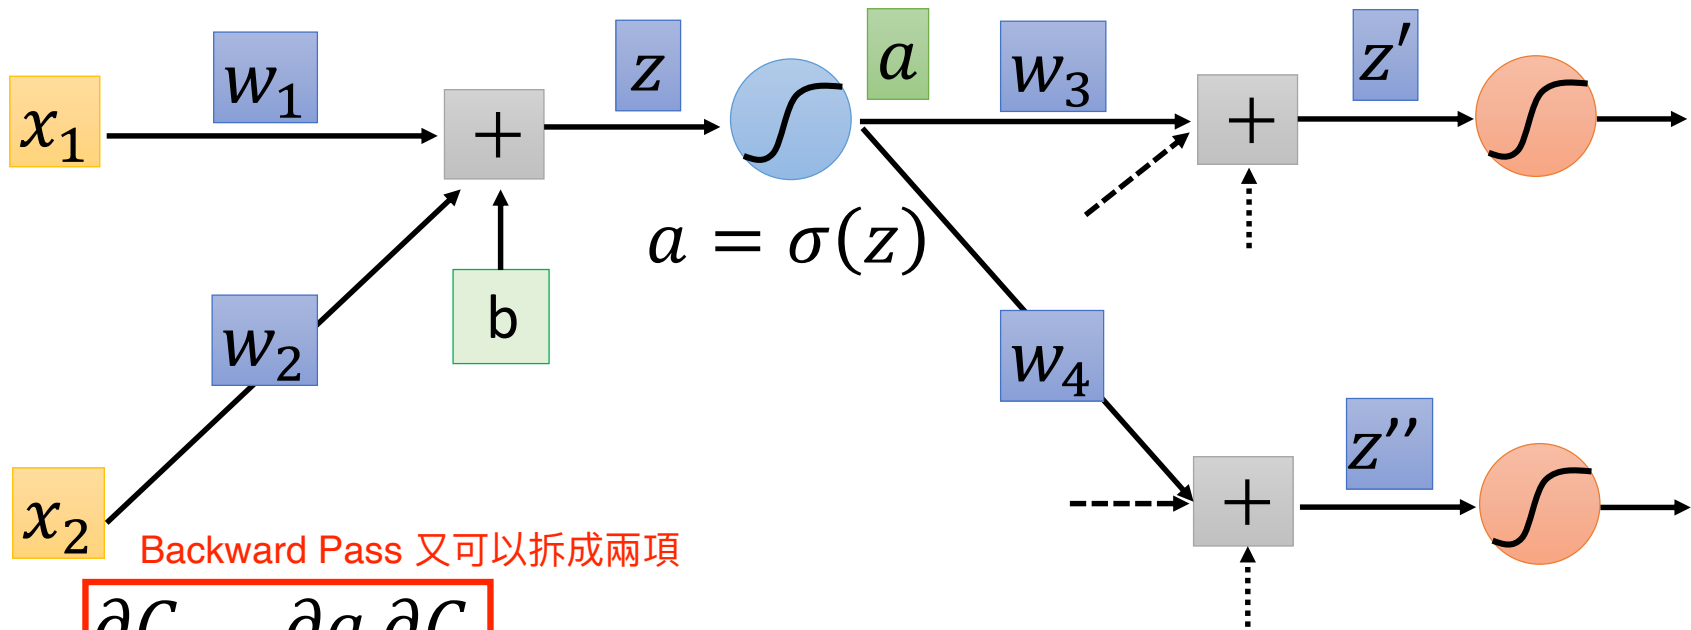 x₁
w₁
+
z
a
w₃
+
z′
a = σ(z)
b
w₂
w₄
z′′
+
x₂
Backward Pass 又可以拆成兩項
∂C ∂a ∂C